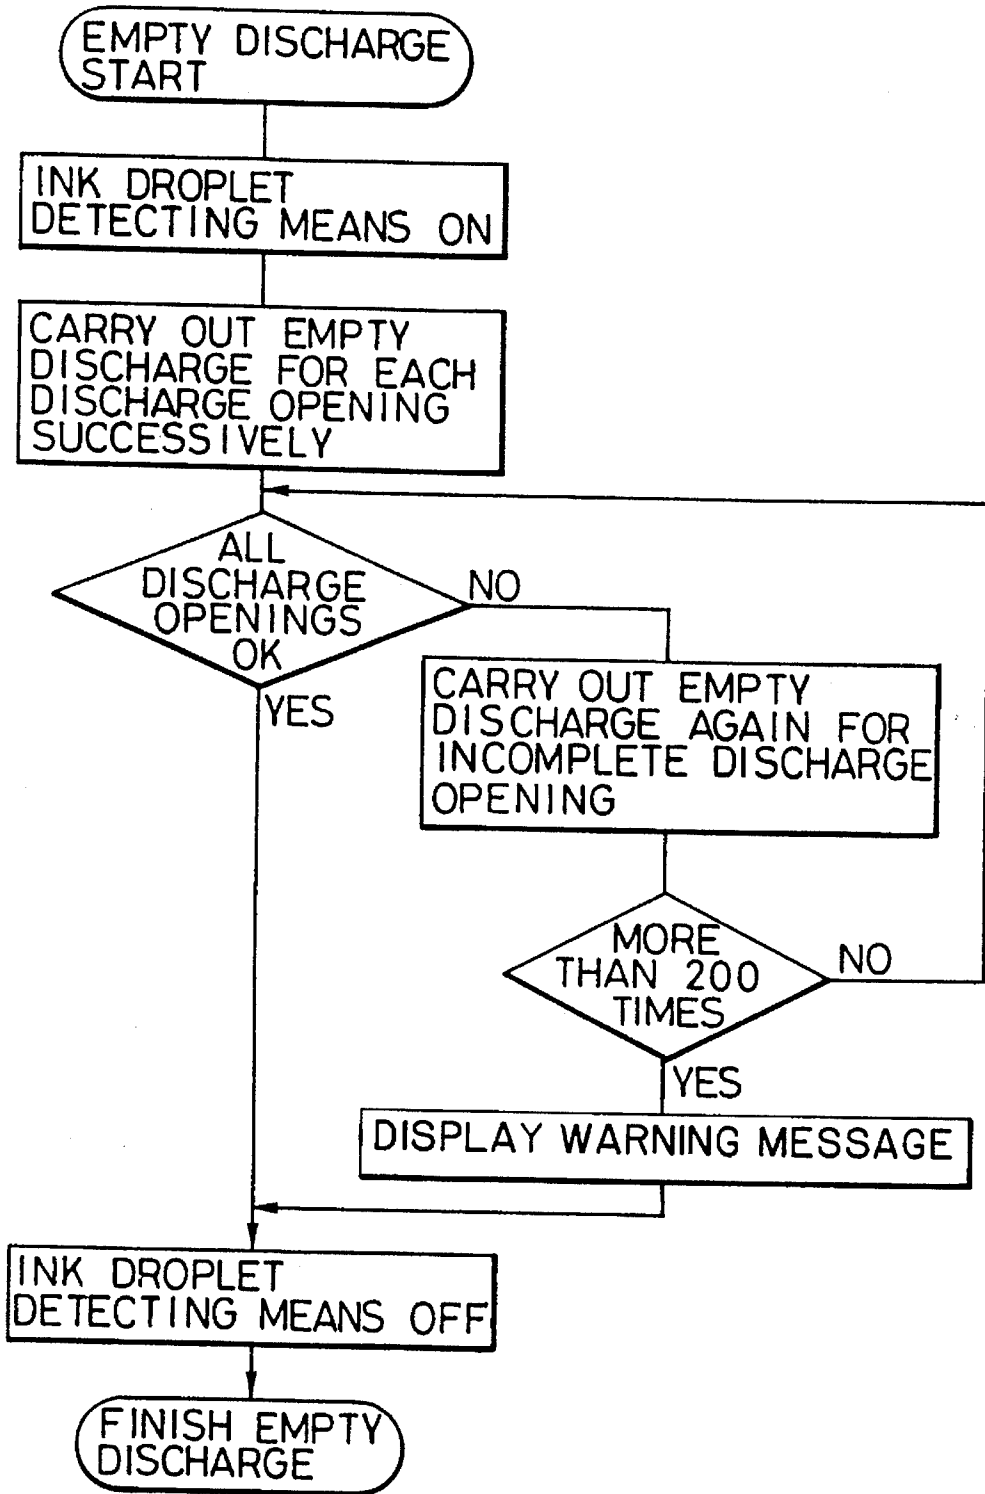 EMPTY DISCHARGE
START
INK DROPLET
DETECTING MEANS ON
CARRY OUT EMPTY
DISCHARGE FOR EACH
DISCHARGE OPENING
SUCCESSIVELY
ALL
DISCHARGE
OPENINGS
OK
NO
YES
CARRY OUT EMPTY
DISCHARGE AGAIN FOR
INCOMPLETE DISCHARGE
OPENING
MORE
THAN 200
TIMES
NO
YES
DISPLAY WARNING MESSAGE
INK DROPLET
DETECTING MEANS OFF
FINISH EMPTY
DISCHARGE